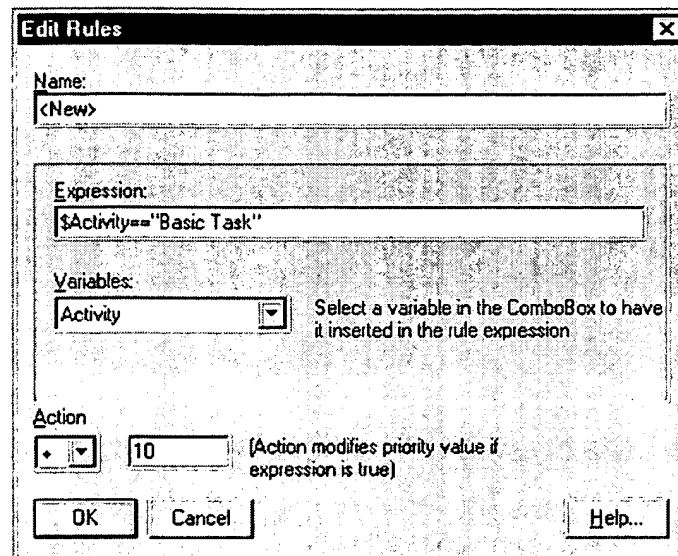 Edit Rules
Name:
<New>
Expression:
$Activity=="Basic Task"
Variables:
Activity
Select a variable in the ComboBox to have
it inserted in the rule expression
Action
+
10
(Action modifies priority value if
expression is true)
OK
Cancel
Help...